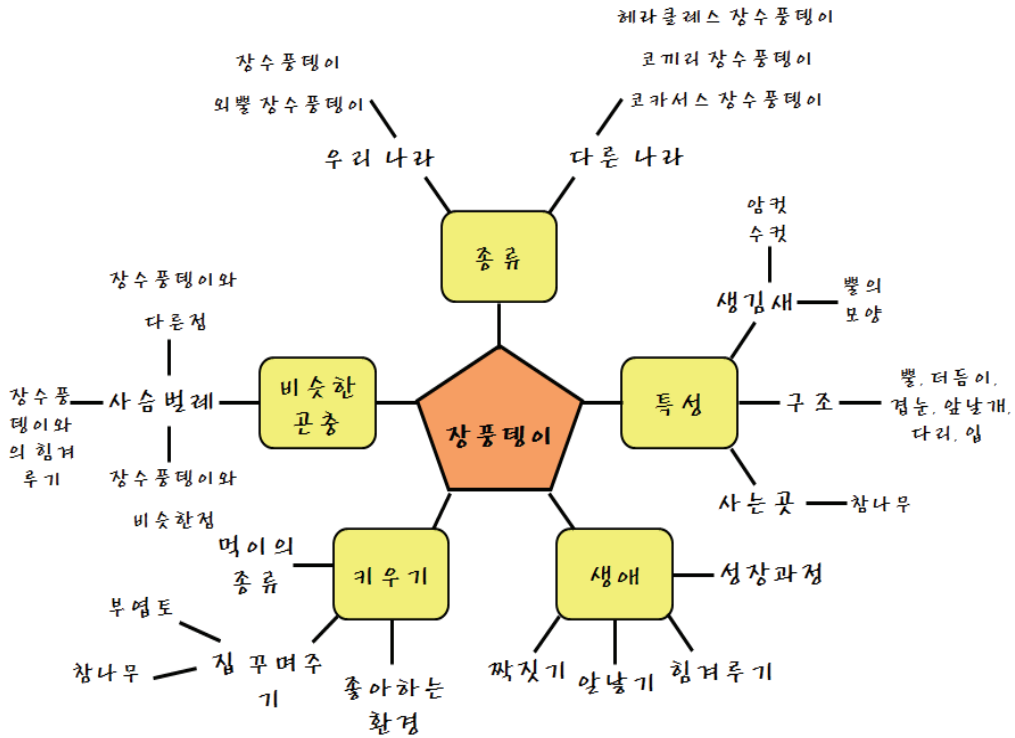 헤라클레스 장수풍뎅이
코끼리 장수풍뎅이
코카서스 장수풍뎅이
장수풍뎅이
외뿔 장수풍뎅이
우리 나라
다른 나라
종류
암컷
수컷
생김새
뿔의
모양
특성
구조
뿔, 더듬이,
겹눈, 앞날개,
다리, 입
사는곳
참나무
장풍뎅이
비슷한
곤충
사슴벌레
장수풍뎅이와
다른점
장수풍
뎅이와
의 힘겨
루기
장수풍뎅이와
비슷한점
키우기
먹이의
종류
집 꾸며주
기
부엽토
참나무
좋아하는
환경
생애
성장과정
짝짓기
알낳기
힘겨루기